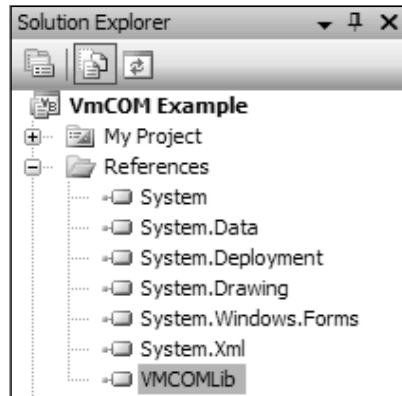 Solution Explorer
VmCOM Example
My Project
References
System
System.Data
System.Deployment
System.Drawing
System.Windows.Forms
System.Xml
VMCOMLib